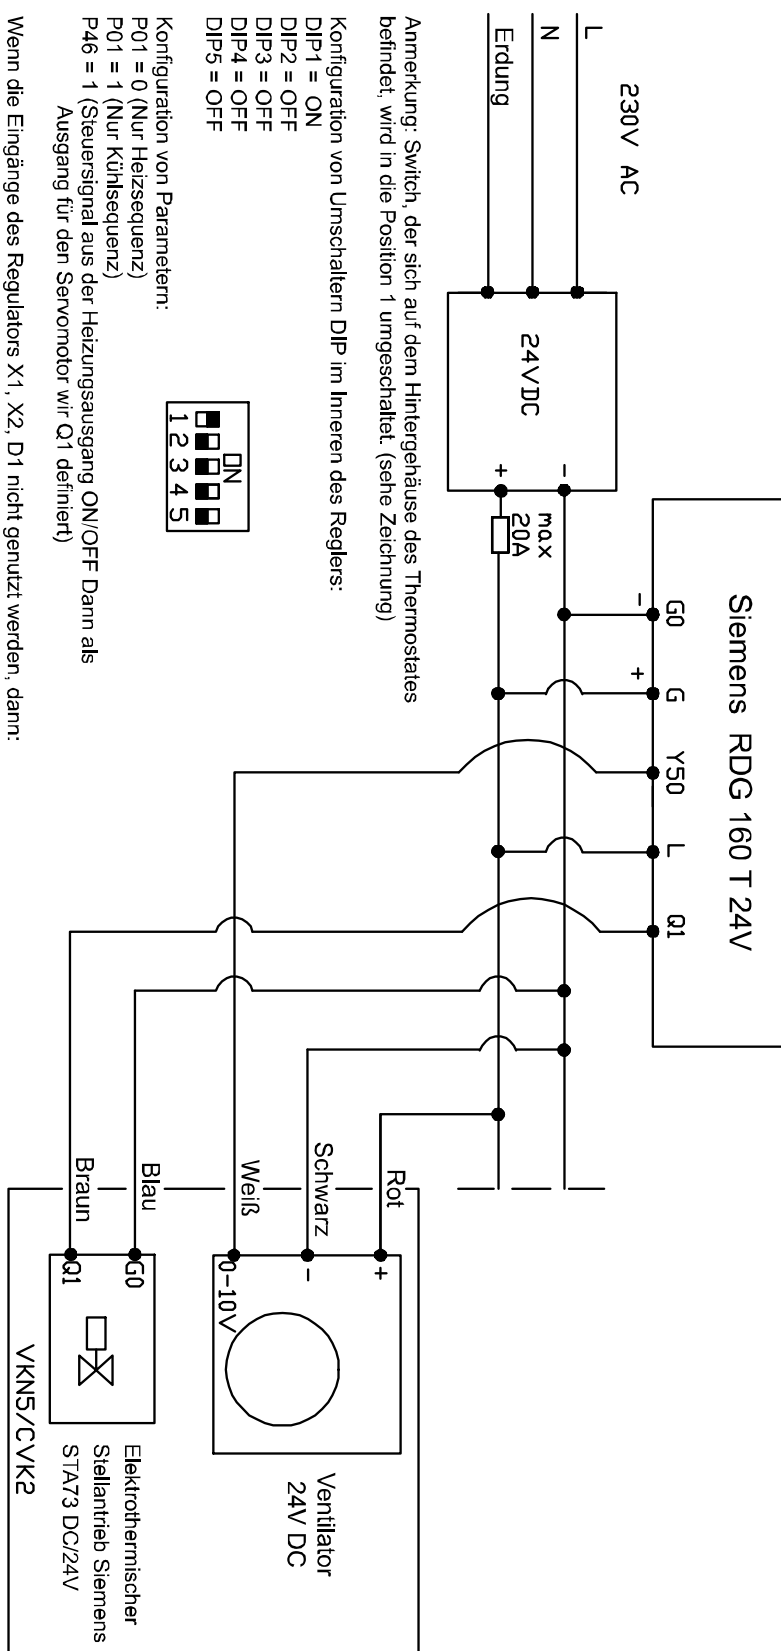 230V AC
L
N
Erdung
24VDC
-
+
max
20A
Siemens RDG 160 T 24V
G0
G
Y50
L
Q1
-
+
Anmerkung: Switch, der sich auf dem Hintergehäuse des Thermostates
befindet, wird in die Position 1 umgeschaltet. (sehe Zeichnung)
Konfiguration von Umschaltern DIP im Inneren des Reglers:
DIP1 = ON
DIP2 = OFF
DIP3 = OFF
DIP4 = OFF
DIP5 = OFF
ON
1 2 3 4 5
Konfiguration von Parametern:
P01 = 0 (Nur Heizsequenz)
P01 = 1 (Nur Kühlsequenz)
P46 = 1 (Steuersignal aus der Heizungsausgang ON/OFF Dann als
Ausgang für den Servomotor wir Q1 definiert)
Wenn die Eingänge des Regulators X1, X2, D1 nicht genutzt werden, dann:
Rot
Schwarz
Weiß
Blau
Braun
+
-
0-10V
Ventilator
24V DC
G0
Q1
Elektrothermischer
Stellantrieb Siemens
STA73 DC/24V
VKN5/CVK2